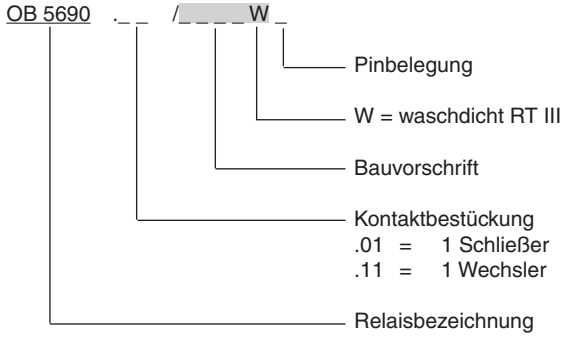 OB 5690 ._ _ /_ _ _ _ W _
Pinbelegung
W = waschdicht RT III
Bauvorschrift
Kontaktbestückung
.01 = 1 Schließer
.11 = 1 Wechsler
Relaisbezeichnung